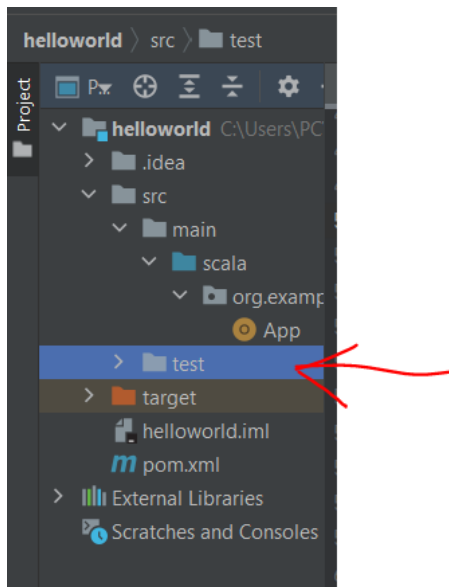 helloworld 〉 src 〉 test
Project
P...
helloworld C:\Users\PC
.idea
src
main
scala
org.examp
App
test
target
helloworld.iml
m pom.xml
External Libraries
Scratches and Consoles